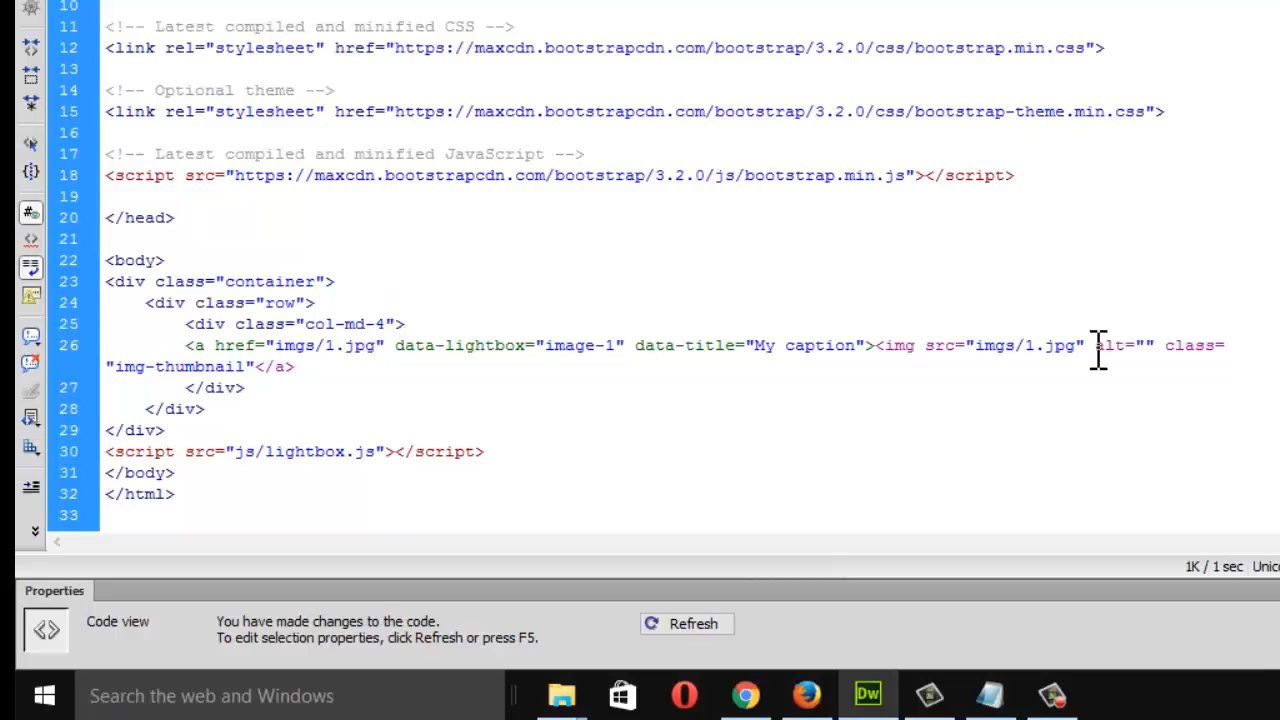 10
11 <!-- Latest compiled and minified CSS -->
12 <link rel="stylesheet" href="https://maxcdn.bootstrapcdn.com/bootstrap/3.2.0/css/bootstrap.min.css">
13
14 <!-- Optional theme -->
15 <link rel="stylesheet" href="https://maxcdn.bootstrapcdn.com/bootstrap/3.2.0/css/bootstrap-theme.min.css">
16
17 <!-- Latest compiled and minified JavaScript -->
18 <script src="https://maxcdn.bootstrapcdn.com/bootstrap/3.2.0/js/bootstrap.min.js"></script>
19
20 </head>
21
22 <body>
23 <div class="container">
24 <div class="row">
25 <div class="col-md-4">
26 <a href="imgs/1.jpg" data-lightbox="image-1" data-title="My caption"><img src="imgs/1.jpg" alt="" class=
"img-thumbnail"</a>
27 </div>
28 </div>
29 </div>
30 <script src="js/lightbox.js"></script>
31 </body>
32 </html>
33
1K / 1 sec Unic
Properties
Code view
You have made changes to the code.
To edit selection properties, click Refresh or press F5.
Refresh
Search the web and Windows
Dw